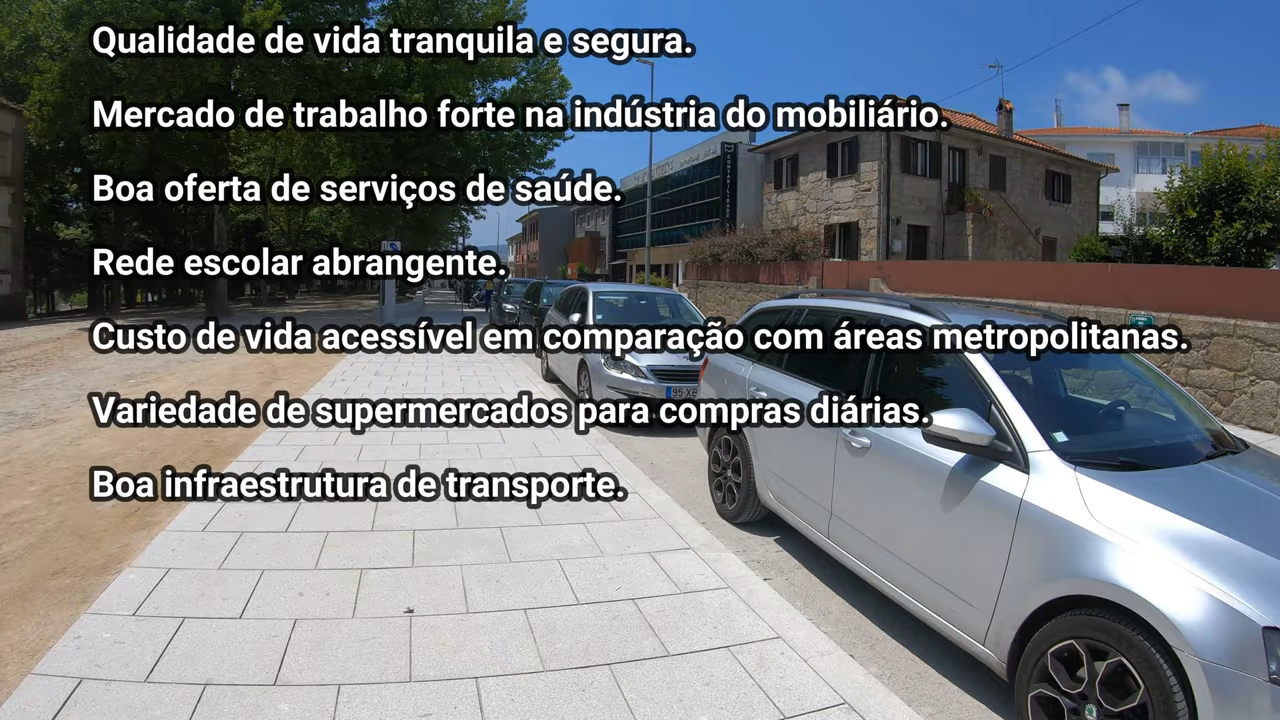 Qualidade de vida tranquila e segura.
Mercado de trabalho forte na indústria do mobiliário.
Boa oferta de serviços de saúde.
Rede escolar abrangente.
Custo de vida acessível em comparação com áreas metropolitanas.
Variedade de supermercados para compras diárias.
Boa infraestrutura de transporte.
CONTABILIDADE